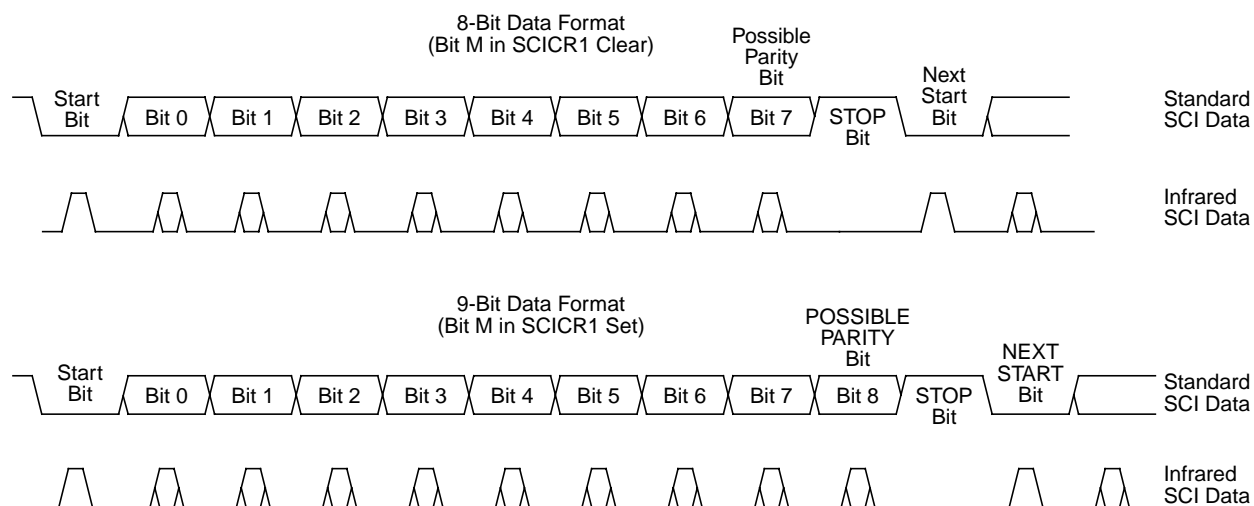 8-Bit Data Format
(Bit M in SCICR1 Clear)
Possible
Parity
Bit
Start
Bit
Bit 0
Bit 1
Bit 2
Bit 3
Bit 4
Bit 5
Bit 6
Bit 7
STOP
Bit
Next
Start
Bit
Standard
SCI Data
Infrared
SCI Data
9-Bit Data Format
(Bit M in SCICR1 Set)
POSSIBLE
PARITY
Bit
Start
Bit
Bit 0
Bit 1
Bit 2
Bit 3
Bit 4
Bit 5
Bit 6
Bit 7
Bit 8
STOP
Bit
NEXT
START
Bit
Standard
SCI Data
Infrared
SCI Data